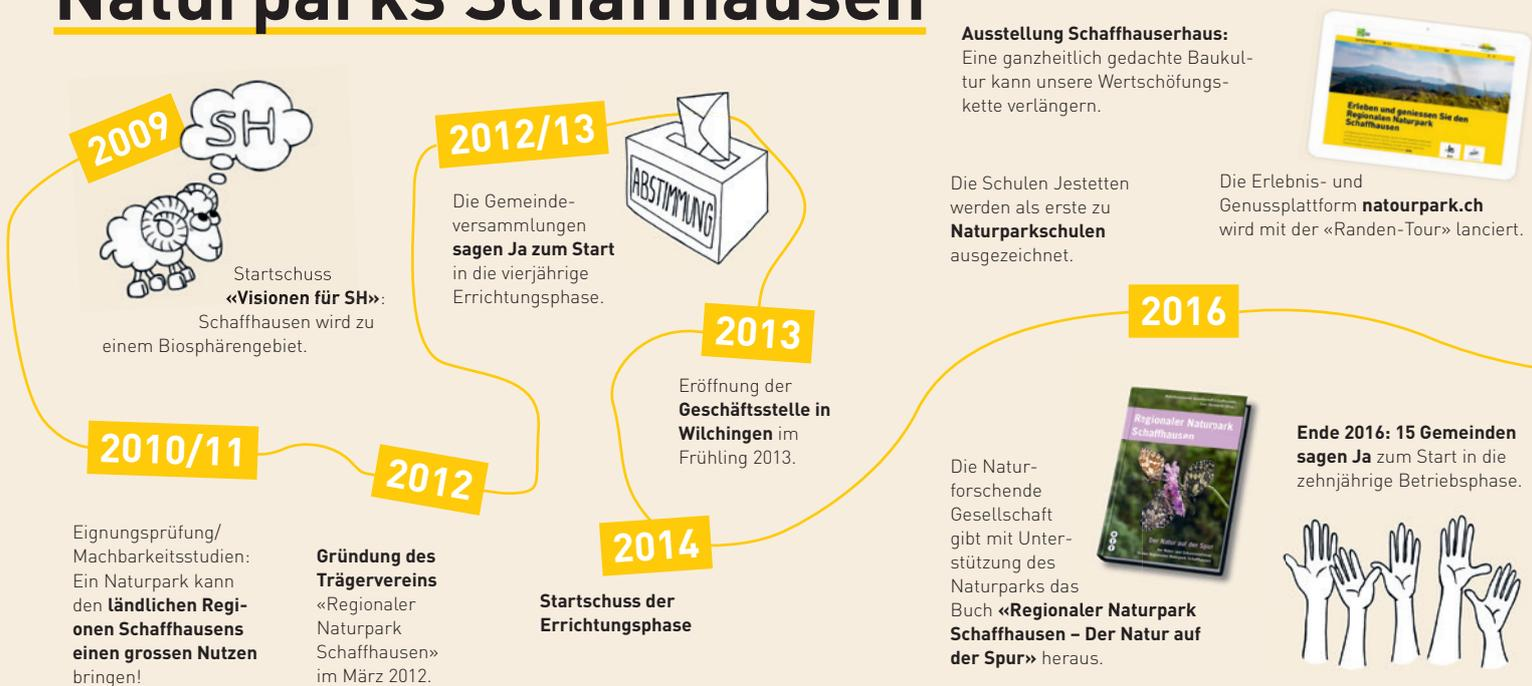 Naturparks Schaffhausen
2009
SH
Startschuss
«Visionen für SH»:
Schaffhausen wird zu
einem Biosphärengebiet.
2010/11
Eignungsprüfung/
Machbarkeitsstudien:
Ein Naturpark kann
den ländlichen Regi-
onen Schaffhausens
einen grossen Nutzen
bringen!
2012
Gründung des
Trägervereins
«Regionaler
Naturpark
Schaffhausen»
im März 2012.
2012/13
ABSTIMMUNG
Die Gemeinde-
versammlungen
sagen Ja zum Start
in die vierjährige
Errichtungsphase.
2013
Eröffnung der
Geschäftsstelle in
Wilchingen im
Frühling 2013.
2014
Startschuss der
Errichtungsphase
Ausstellung Schaffhauserhaus:
Eine ganzheitlich gedachte Baukul-
tur kann unsere Wertschöfungs-
kette verlängern.
Erleben und geniessen Sie den
Regionalen Naturpark
Schaffhausen
Die Schulen Jestetten
werden als erste zu
Naturparkschulen
ausgezeichnet.
Die Erlebnis- und
Genussplattform natourpark.ch
wird mit der «Randen-Tour» lanciert.
2016
Die Natur-
forschende
Gesellschaft
gibt mit Unter-
stützung des
Naturparks das
Buch «Regionaler Naturpark
Schaffhausen – Der Natur auf
der Spur» heraus.
Regionaler Naturpark
Schaffhausen
Der Natur auf der Spur
Ende 2016: 15 Gemeinden
sagen Ja zum Start in die
zehnjährige Betriebsphase.